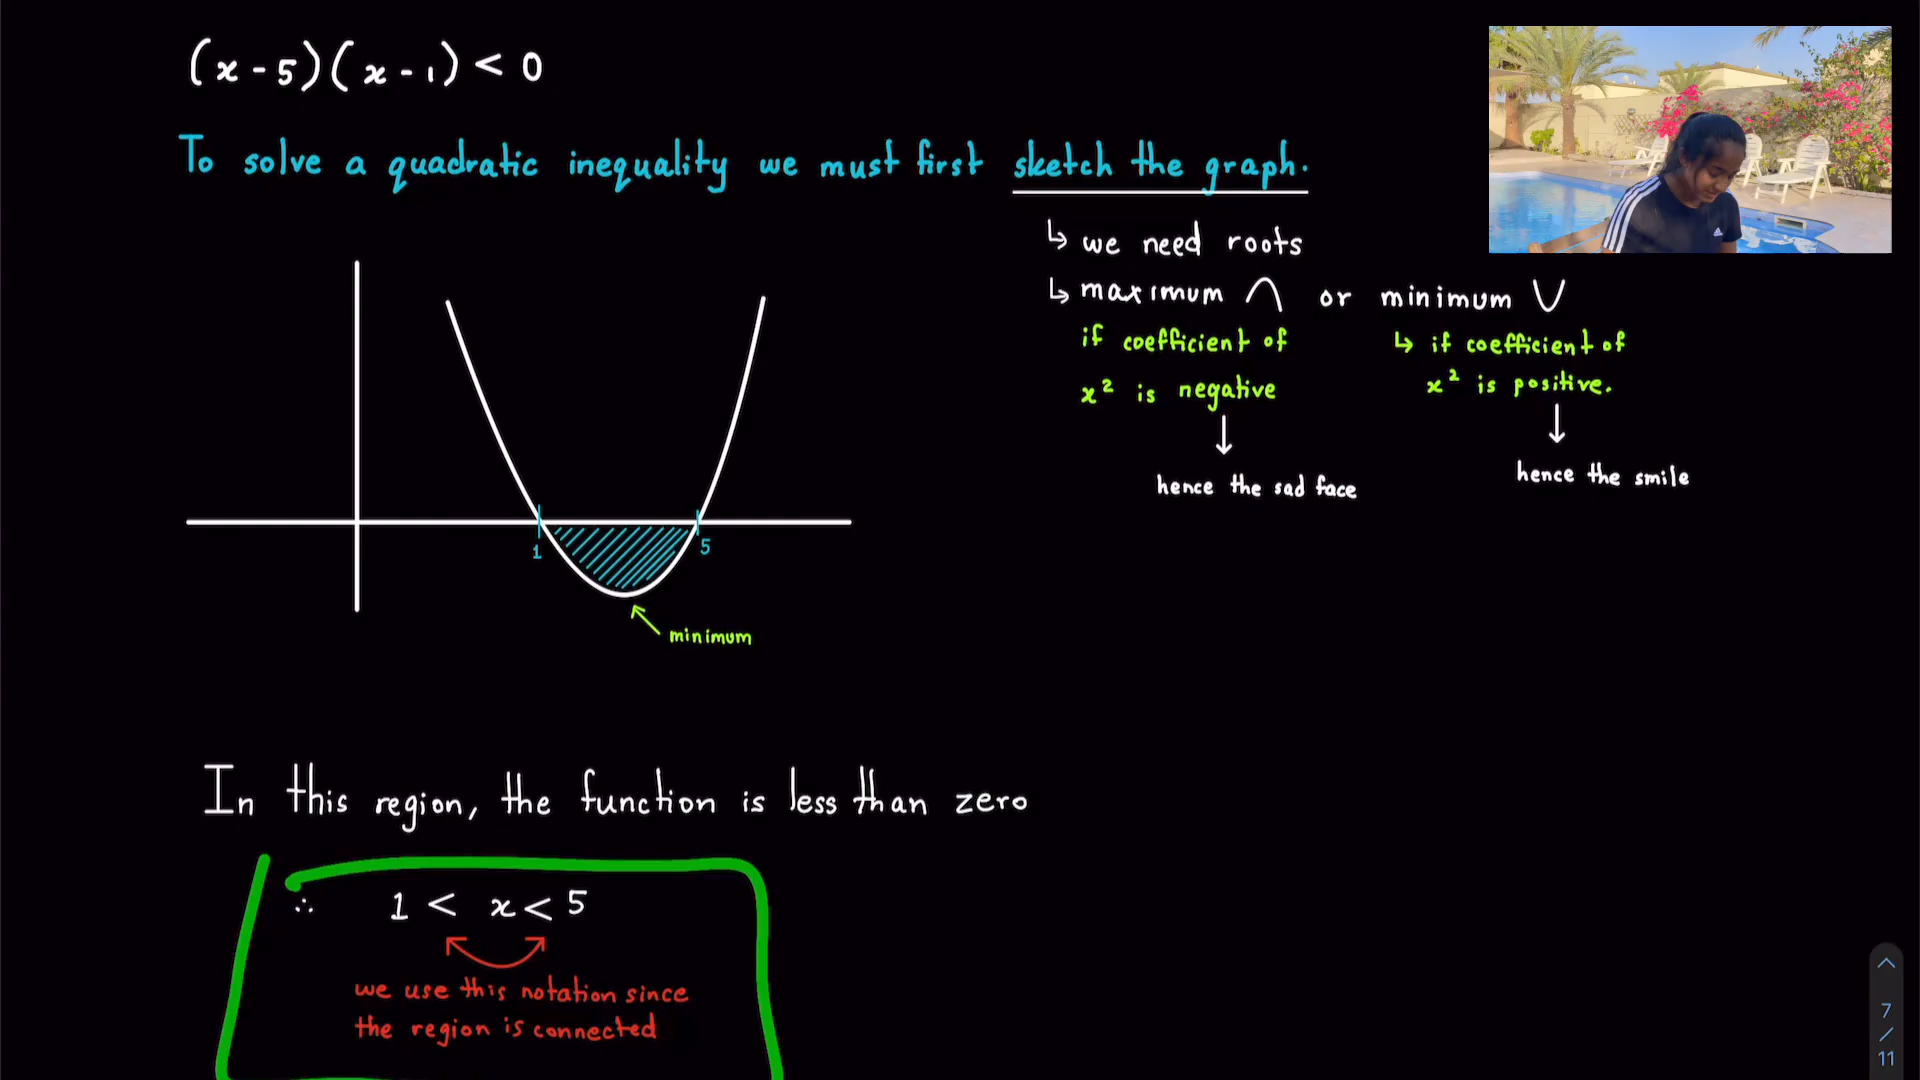 (x - 5)(x - 1) < 0
To solve a quadratic inequality we must first sketch the graph.
↳ we need roots
↳ maximum ∩ or minimum ∪
if coefficient of
x² is negative
↓
hence the sad face
↳ if coefficient of
x² is positive.
↓
hence the smile
1
5
minimum
In this region, the function is less than zero
∴ 1 < x < 5
we use this notation since
the region is connected
7
/
11